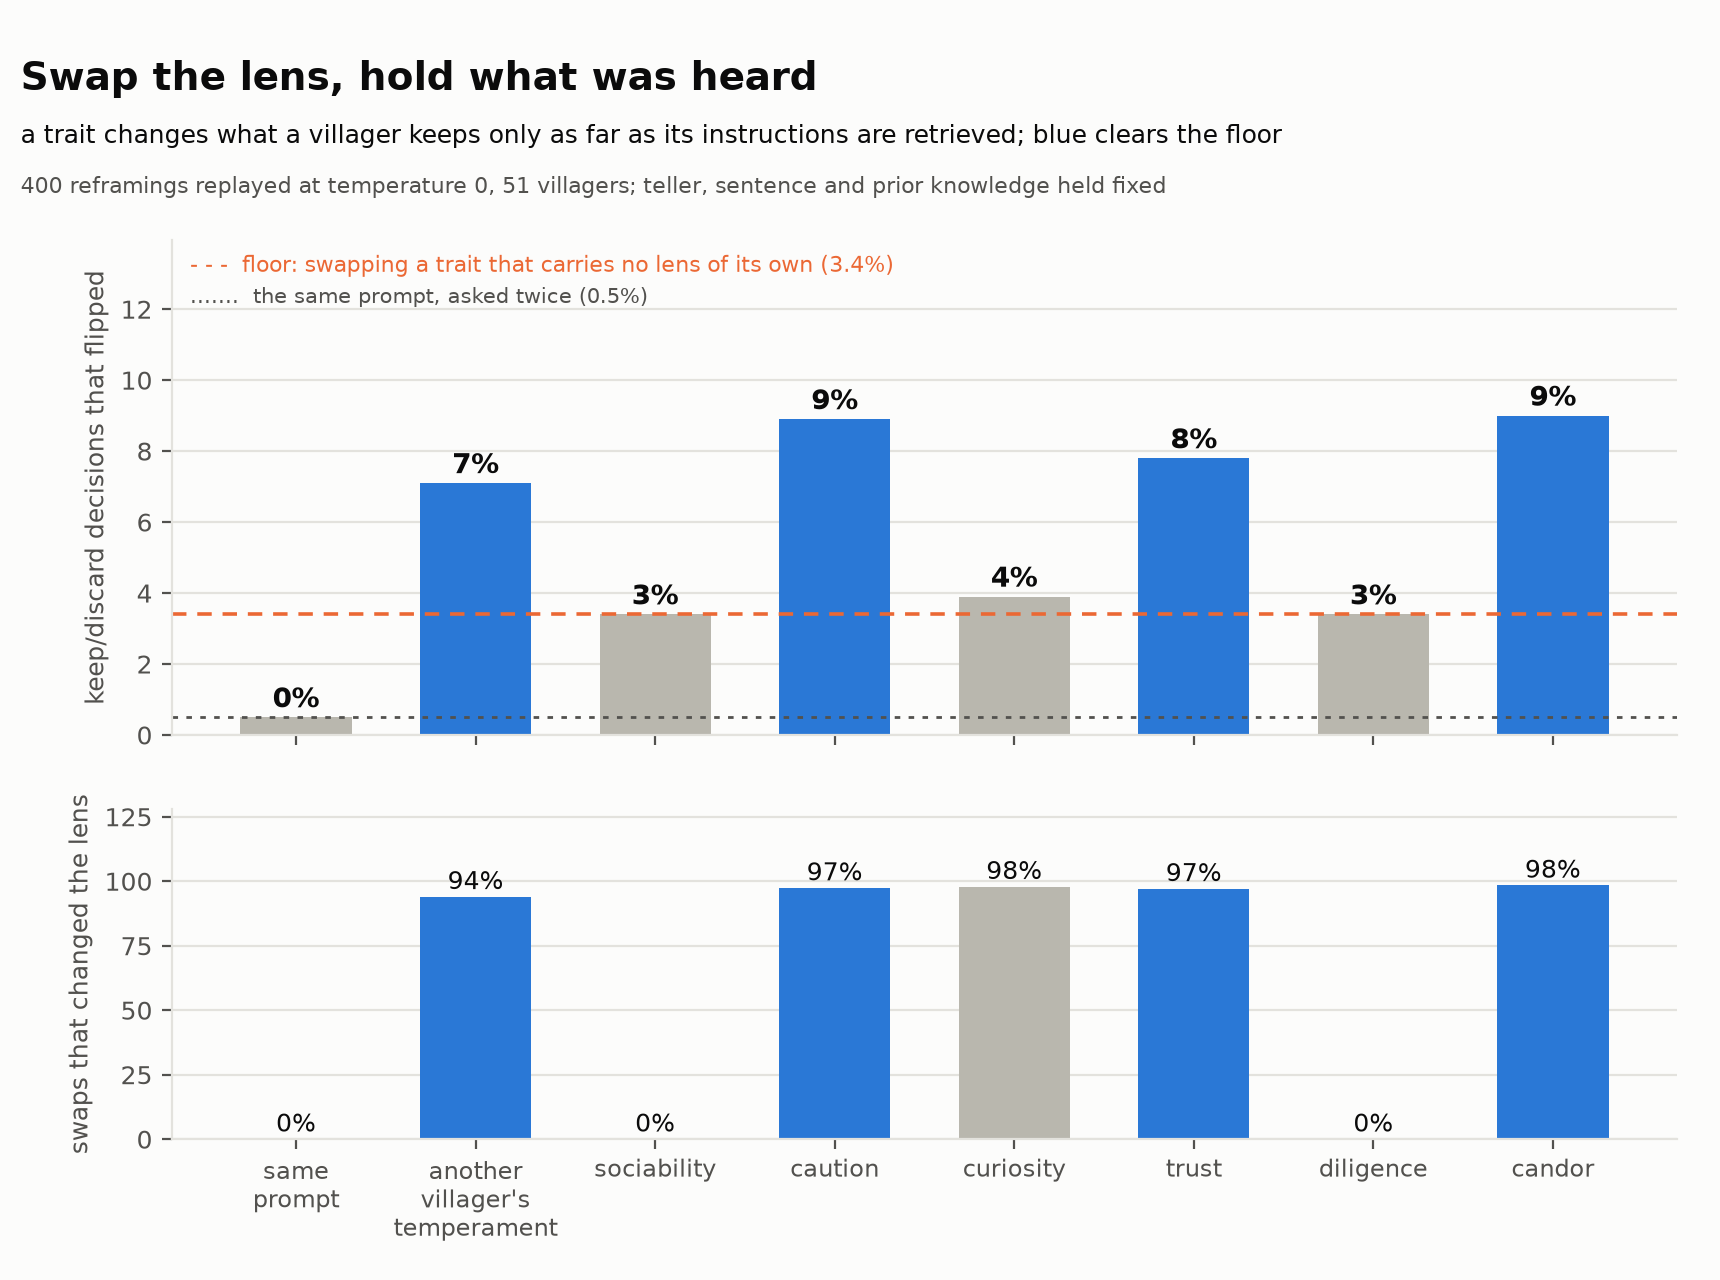 Swap the lens, hold what was heard
a trait changes what a villager keeps only as far as its instructions are retrieved; blue clears the floor
400 reframings replayed at temperature 0, 51 villagers; teller, sentence and prior knowledge held fixed
- - - floor: swapping a trait that carries no lens of its own (3.4%)
....... the same prompt, asked twice (0.5%)
keep/discard decisions that flipped
12
10
8
6
4
2
0
0%
7%
3%
9%
4%
8%
3%
9%
swaps that changed the lens
125
100
75
50
25
0
0%
94%
0%
97%
98%
97%
0%
98%
same
prompt
another
villager's
temperament
sociability
caution
curiosity
trust
diligence
candor